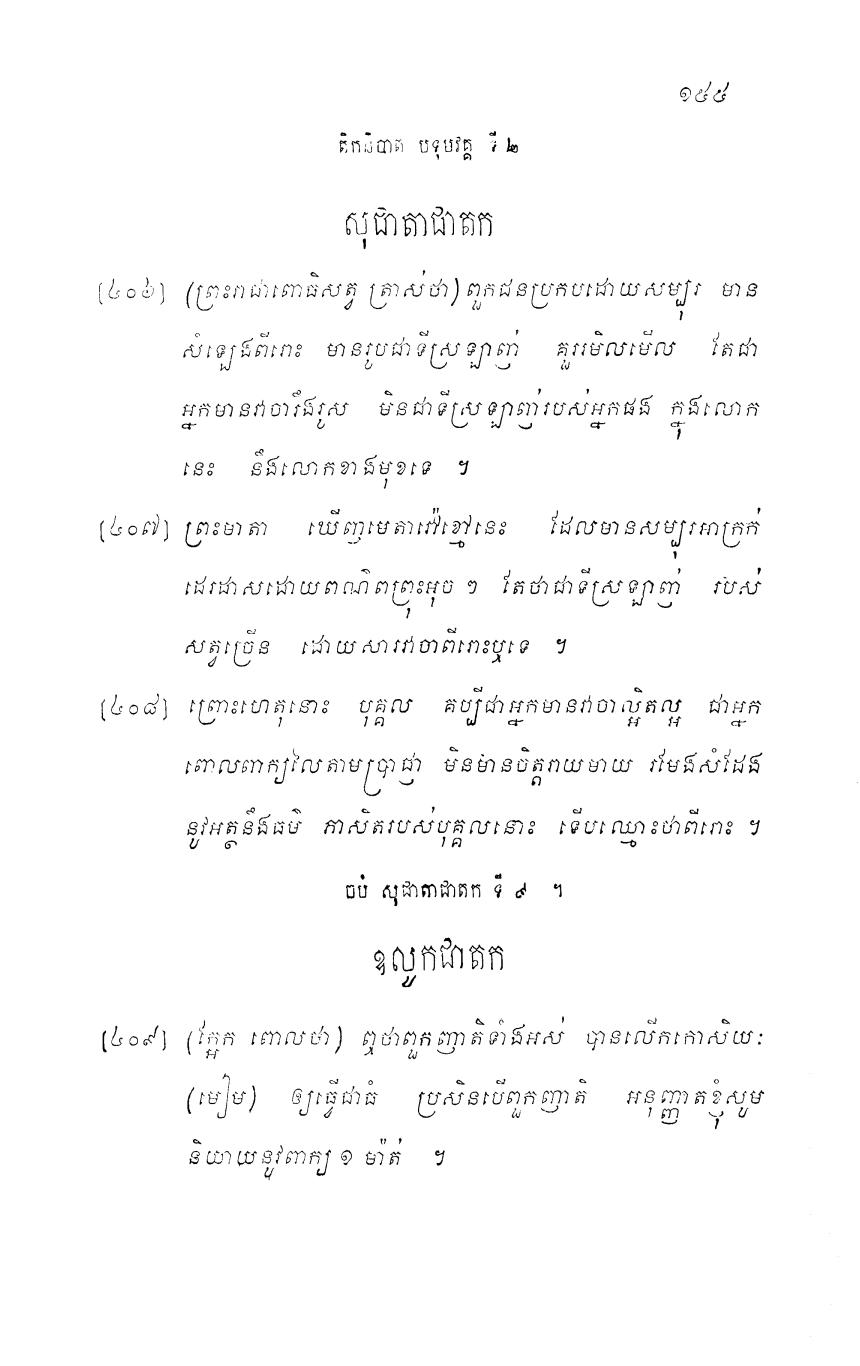 ១៥៥
តិកនិបាត បទុមវគ្គ ទី ២
សុជាតាជាតក
[៤០៦] (ព្រះរាជាពោធិសត្វ ត្រាស់ថា) ពួកជនប្រកបដោយសម្បុរ មាន
សំឡេងពីរោះ មានរូបជាទីស្រឡាញ់ គួររមិលមើល តែជា
អ្នកមានវាចារឹងរូស មិនជាទីស្រឡាញ់របស់អ្នកផង ក្នុងលោក
នេះ នឹងលោកខាងមុខទេ ។
[៤០៧] ព្រះមាតា ឃើញមេតាវ៉ៅខ្មៅនេះ ដែលមានសម្បុរអាក្រក់
ដេរដាសដោយពណ៌ពព្រុះអុច ៗ តែថាជាទីស្រឡាញ់ របស់
សត្វច្រើន ដោយសារវាចាពីរោះឬទេ ។
[៤០៨] ព្រោះហេតុនោះ បុគ្គល គប្បីជាអ្នកមានវាចាល្អិតល្អ ជាអ្នក
ពោលពាក្យលៃតាមប្រាជ្ញា មិនមានចិត្តរាយមាយ រមែងសំដែង
នូវអត្ថនឹងធម៌ ភាសិតរបស់បុគ្គលនោះ ទើបឈ្មោះថាពីរោះ ។
ចប់ សុជាតាជាតក ទី ៩ ។
ឧលូកជាតក
[៤០៩] (ក្អែក ពោលថា) ឮថាពួកញាតិទាំងអស់ បានលើកកោសិយៈ
(មៀម) ឲ្យធ្វើជាធំ ប្រសិនបើពួកញាតិ អនុញ្ញាតខ្ញុំសូម
និយាយនូវពាក្យ ១ ម៉ាត់ ។